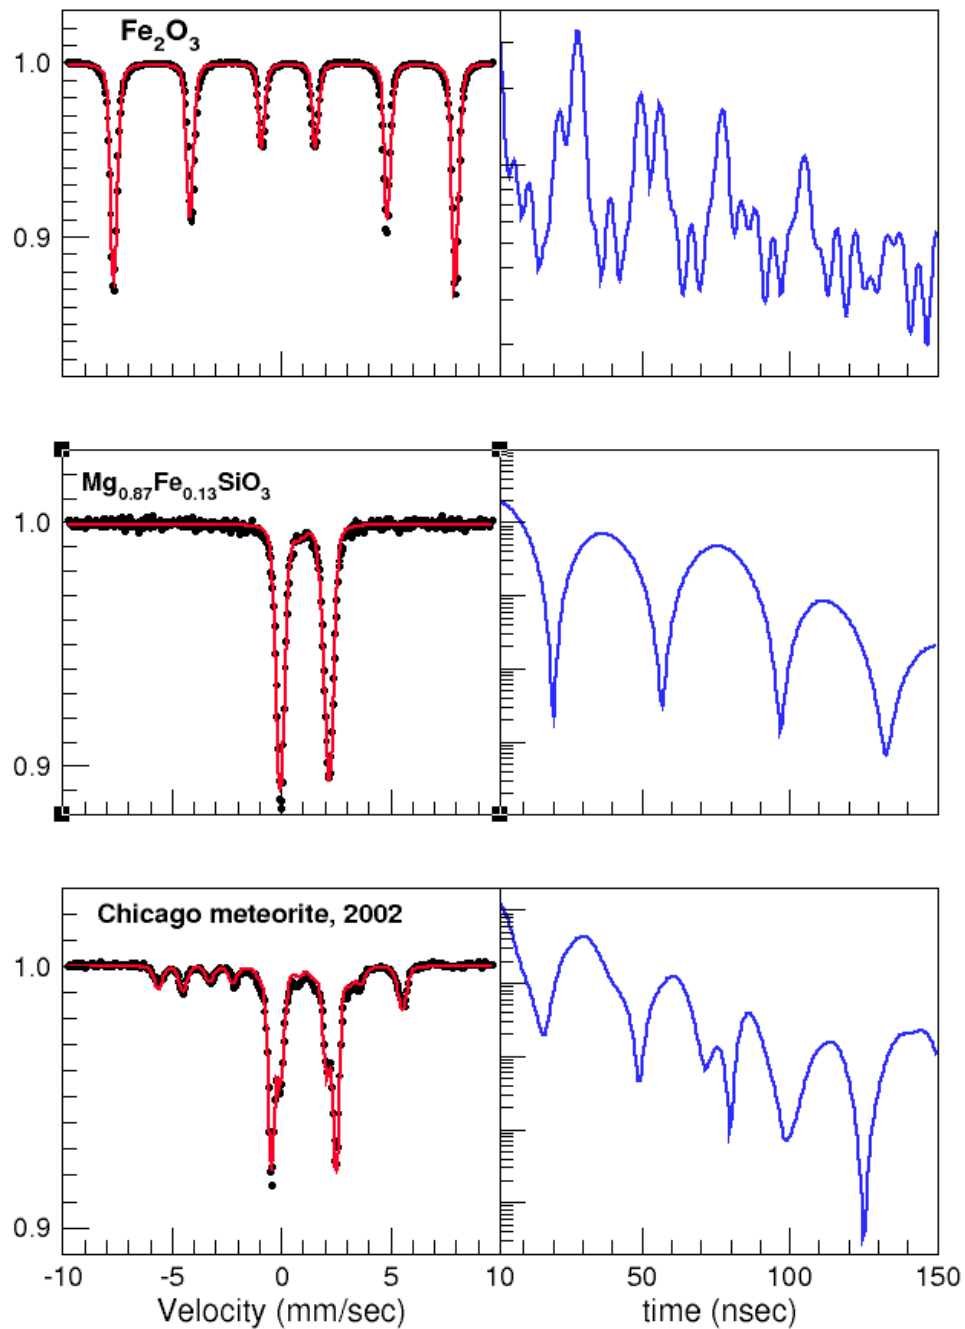 Fe₂O₃
1.0
0.9
Mg₀.₈₇Fe₀.₁₃SiO₃
1.0
0.9
Chicago meteorite, 2002
1.0
0.9
-10 -5 0 5 10 50 100 150
Velocity (mm/sec) time (nsec)